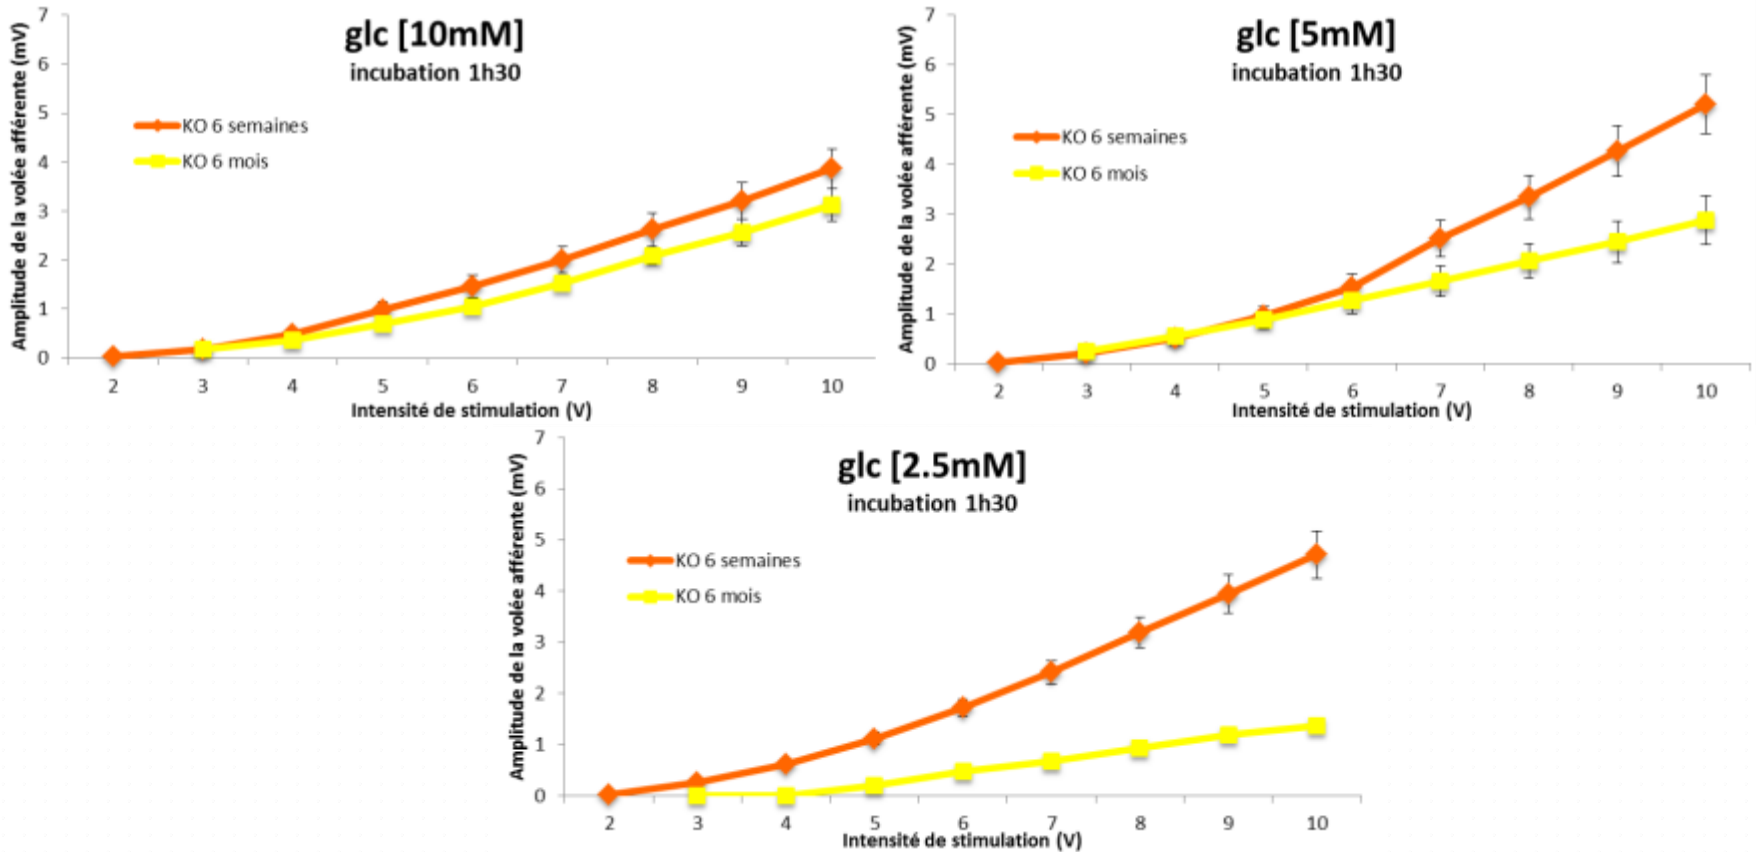 glc [10mM]
incubation 1h30
Amplitude de la volée afférente (mV)
7
6
5
4
3
2
1
0
KO 6 semaines
KO 6 mois
2 3 4 5 6 7 8 9 10
Intensité de stimulation (V)
glc [5mM]
incubation 1h30
Amplitude de la volée afférente (mV)
7
6
5
4
3
2
1
0
KO 6 semaines
KO 6 mois
2 3 4 5 6 7 8 9 10
Intensité de stimulation (V)
glc [2.5mM]
incubation 1h30
Amplitude de la volée afférente (mV)
7
6
5
4
3
2
1
0
KO 6 semaines
KO 6 mois
2 3 4 5 6 7 8 9 10
Intensité de stimulation (V)